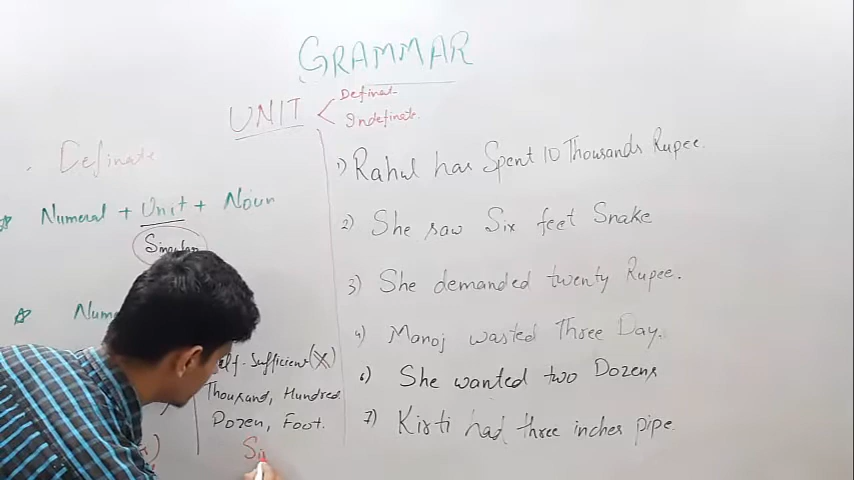 GRAMMAR
UNIT
Definat
Indefinate.
Definate
Numeral + Unit + Noun
Singular
Self-Sufficient (X)
Thousand, Hundred
Dozen, Foot.
Si
1) Rahul has Spent 10 Thousands Rupee.
2) She saw Six feet Snake
3) She demanded twenty Rupee.
4) Manoj wasted Three Day.
6) She wanted two Dozens
7) Kirti had three inches pipe.